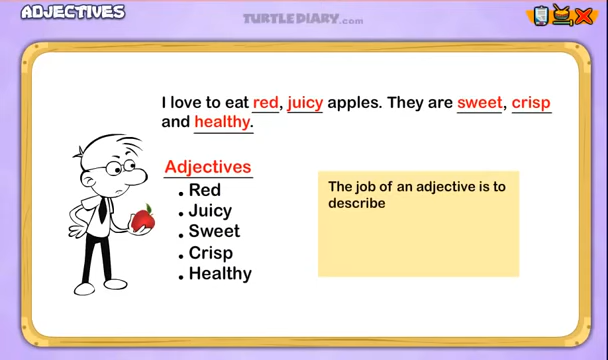 ADJECTIVES
TURTLEDIARY.com
I love to eat red, juicy apples. They are sweet, crisp
and healthy.
Adjectives
• Red
• Juicy
• Sweet
• Crisp
• Healthy
The job of an adjective is to
describe